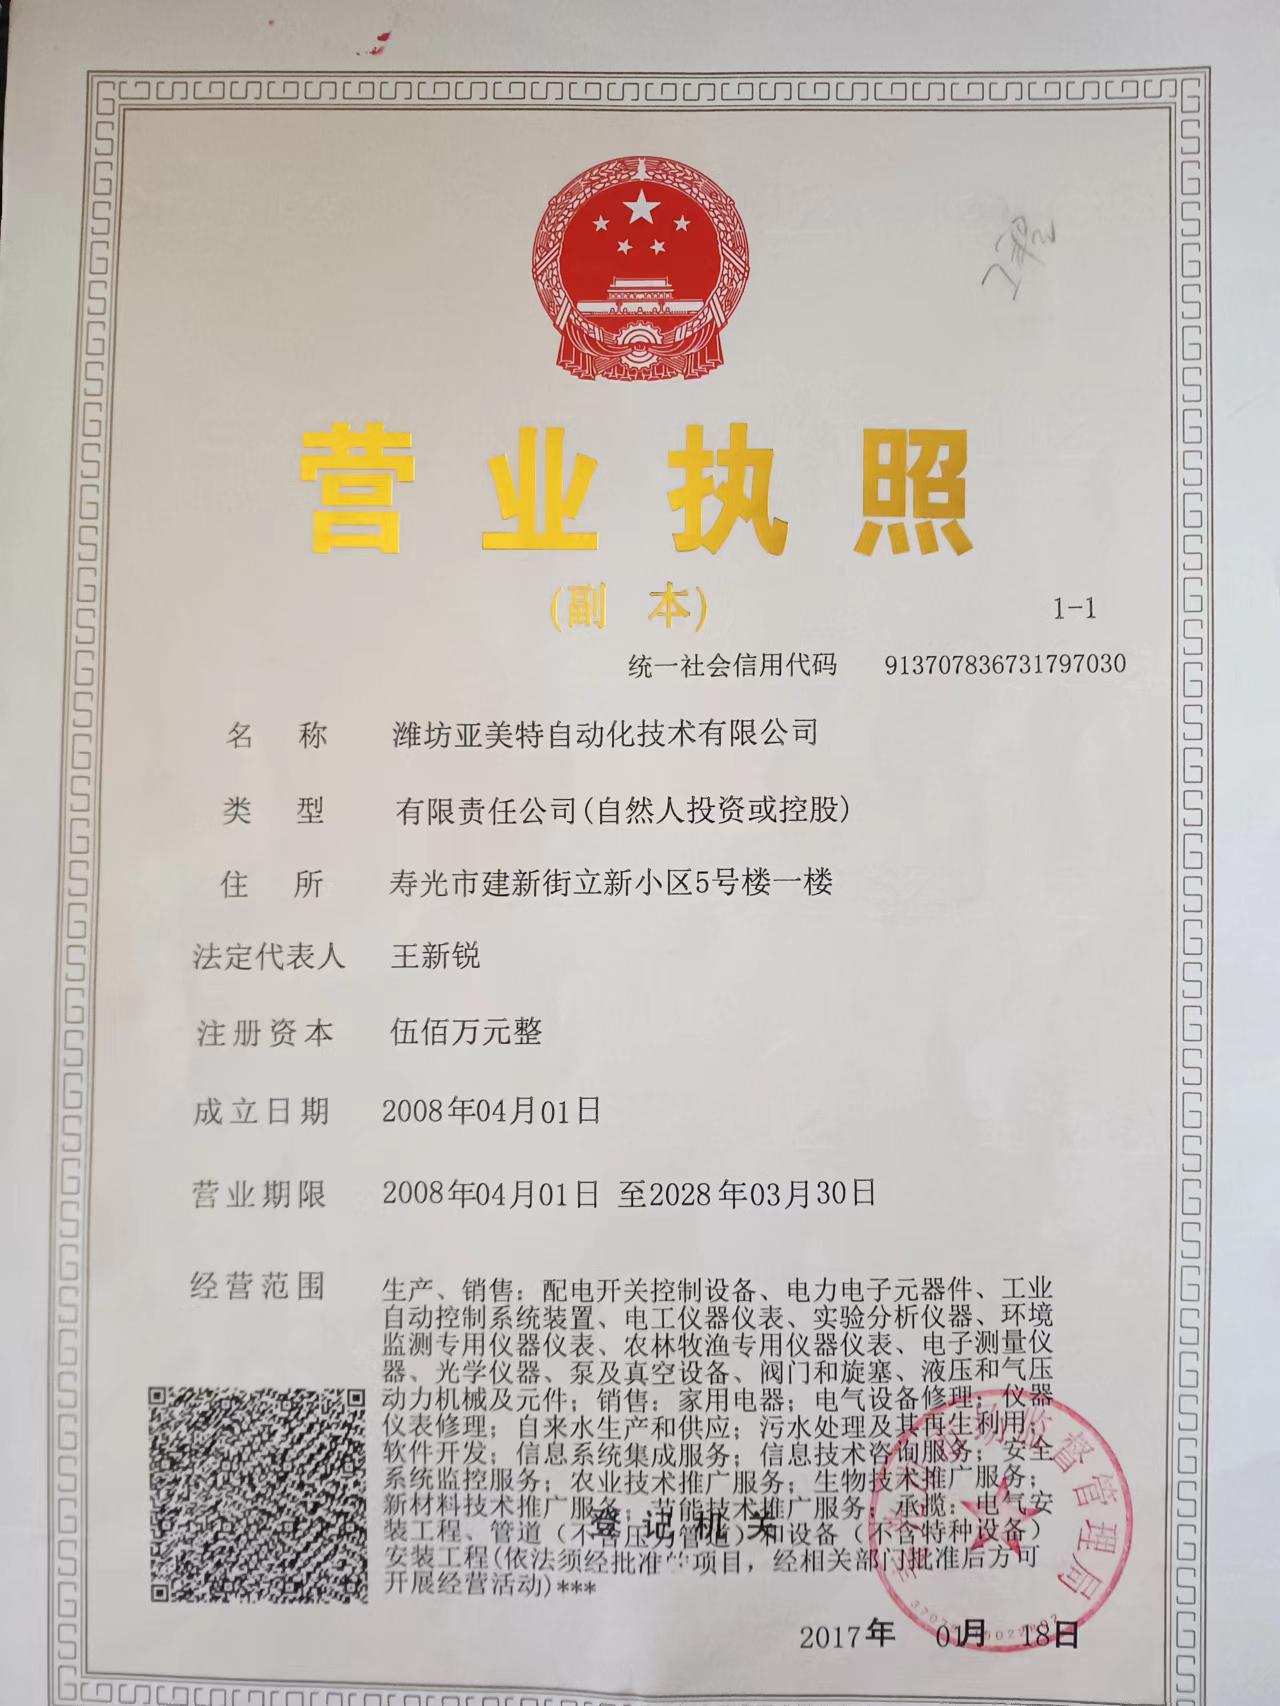 营业执照
(副 本)
1-1
统一社会信用代码 913707836731797030
名 称 潍坊亚美特自动化技术有限公司
类 型 有限责任公司(自然人投资或控股)
住 所 寿光市建新街立新小区5号楼一楼
法定代表人 王新锐
注册资本 伍佰万元整
成立日期 2008年04月01日
营业期限 2008年04月01日 至2028年03月30日
经营范围 生产、销售：配电开关控制设备、电力电子元器件、工业
自动控制系统装置、电工仪器仪表、实验分析仪器、环境
监测专用仪器仪表、农林牧渔专用仪器仪表、电子测量仪
器、光学仪器、泵及真空设备、阀门和旋塞、液压和气压
动力机械及元件；销售：家用电器；电气设备修理；仪器
仪表修理；自来水生产和供应；污水处理及其再生利用；
软件开发；信息系统集成服务；信息技术咨询服务；安全
系统监控服务；农业技术推广服务；生物技术推广服务；
新材料技术推广服务；节能技术推广服务；承揽：电气安
装工程、管道（不含压力管道）和设备（不含特种设备）
安装工程(依法须经批准的项目，经相关部门批准后方可
开展经营活动)***
登记机关
监督管理局
2017年 01月 18日